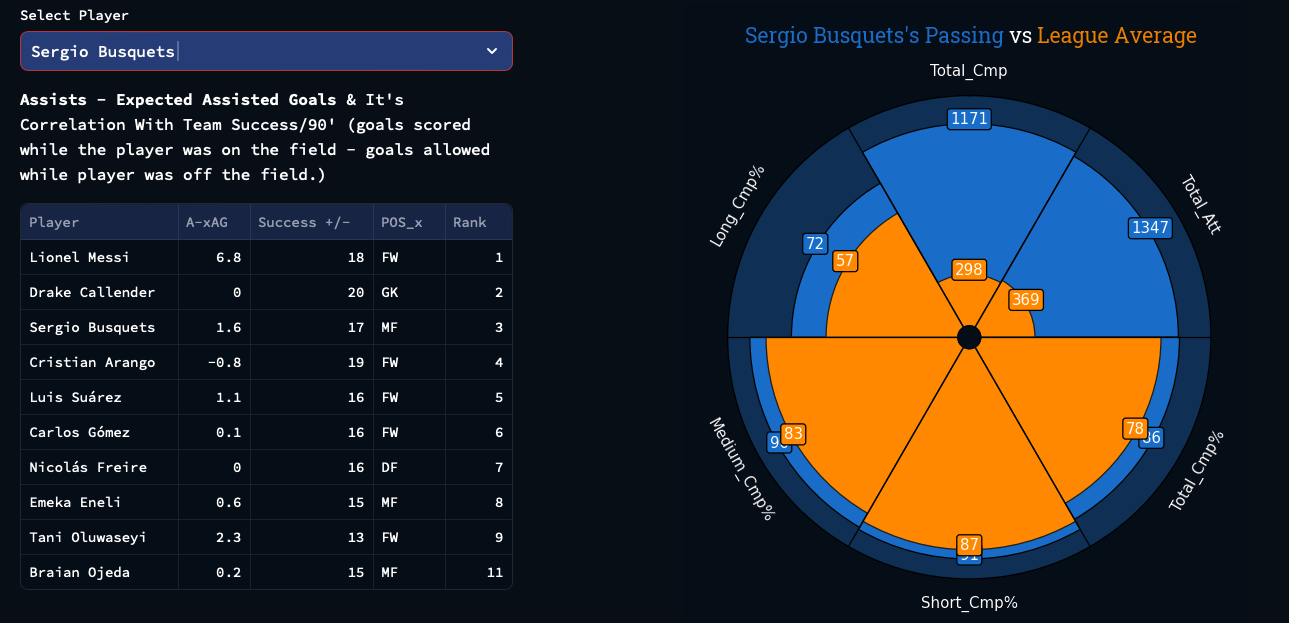 Select Player
Sergio Busquets
Assists - Expected Assisted Goals & It's
Correlation With Team Success/90' (goals scored
while the player was on the field - goals allowed
while player was off the field.)
Player A-xAG Success +/- POS_x Rank
Lionel Messi 6.8 18 FW 1
Drake Callender 0 20 GK 2
Sergio Busquets 1.6 17 MF 3
Cristian Arango -0.8 19 FW 4
Luis Suárez 1.1 16 FW 5
Carlos Gómez 0.1 16 FW 6
Nicolás Freire 0 16 DF 7
Emeka Eneli 0.6 15 MF 8
Tani Oluwaseyi 2.3 13 FW 9
Braian Ojeda 0.2 15 MF 11
Sergio Busquets's Passing vs League Average
Total_Cmp
1171
298
Total_Att
1347
369
Long_Cmp%
72
57
Medium_Cmp%
83
Total_Cmp%
78
86
87
91
Short_Cmp%